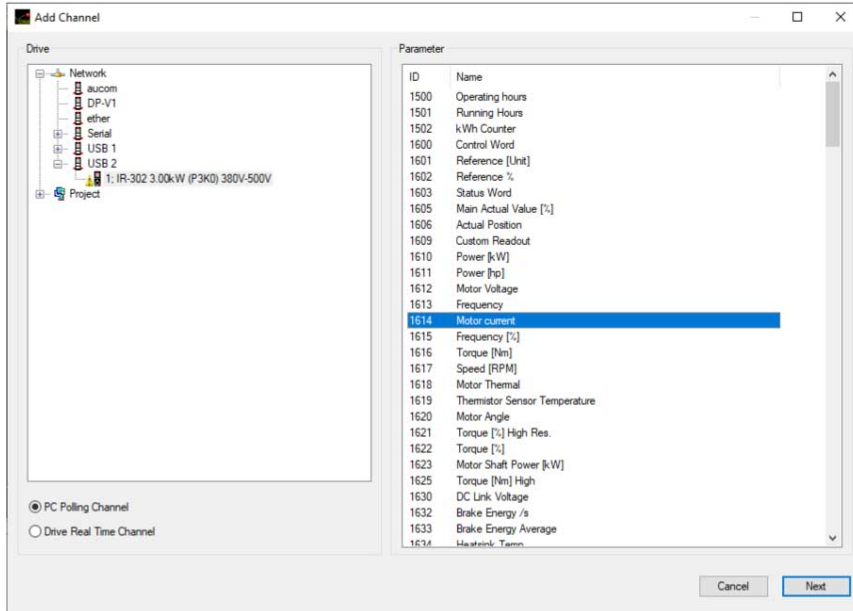 Add Channel
Drive
Network
aucom
DP-V1
ether
Serial
USB 1
USB 2
1; IR-302 3.00kW (P3K0) 380V-500V
Project
PC Polling Channel
Drive Real Time Channel
Parameter
ID Name
1500 Operating hours
1501 Running Hours
1502 kWh Counter
1600 Control Word
1601 Reference [Unit]
1602 Reference %
1603 Status Word
1605 Main Actual Value [%]
1606 Actual Position
1609 Custom Readout
1610 Power [kW]
1611 Power [hp]
1612 Motor Voltage
1613 Frequency
1614 Motor current
1615 Frequency [%]
1616 Torque [Nm]
1617 Speed [RPM]
1618 Motor Thermal
1619 Thermistor Sensor Temperature
1620 Motor Angle
1621 Torque [%] High Res.
1622 Torque [%]
1623 Motor Shaft Power [kW]
1625 Torque [Nm] High
1630 DC Link Voltage
1632 Brake Energy /s
1633 Brake Energy Average
1634 Heatsink Temp
Cancel Next